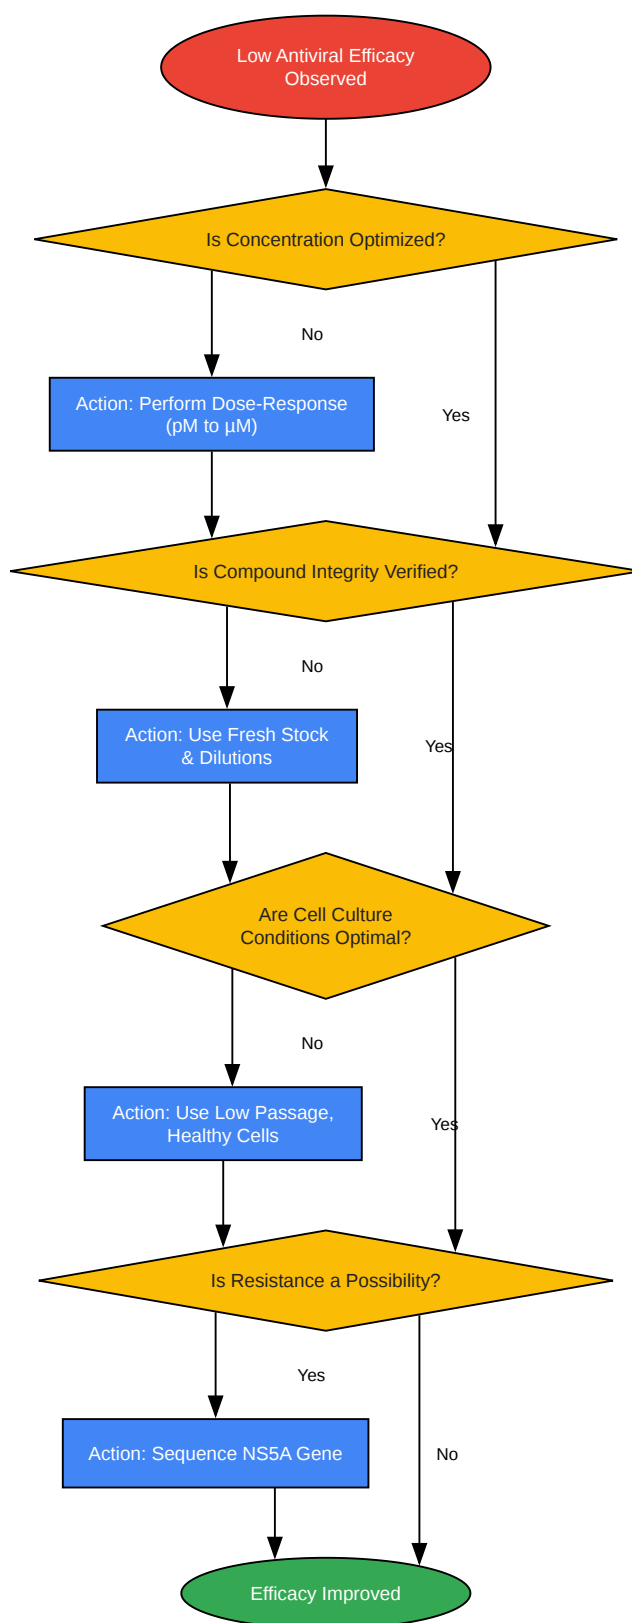 Low Antiviral Efficacy
Observed
Is Concentration Optimized?
No
Action: Perform Dose-Response
(pM to µM)
Yes
Is Compound Integrity Verified?
No
Action: Use Fresh Stock
& Dilutions
Yes
Are Cell Culture
Conditions Optimal?
No
Action: Use Low Passage,
Healthy Cells
Yes
Is Resistance a Possibility?
Yes
Action: Sequence NS5A Gene
No
Efficacy Improved